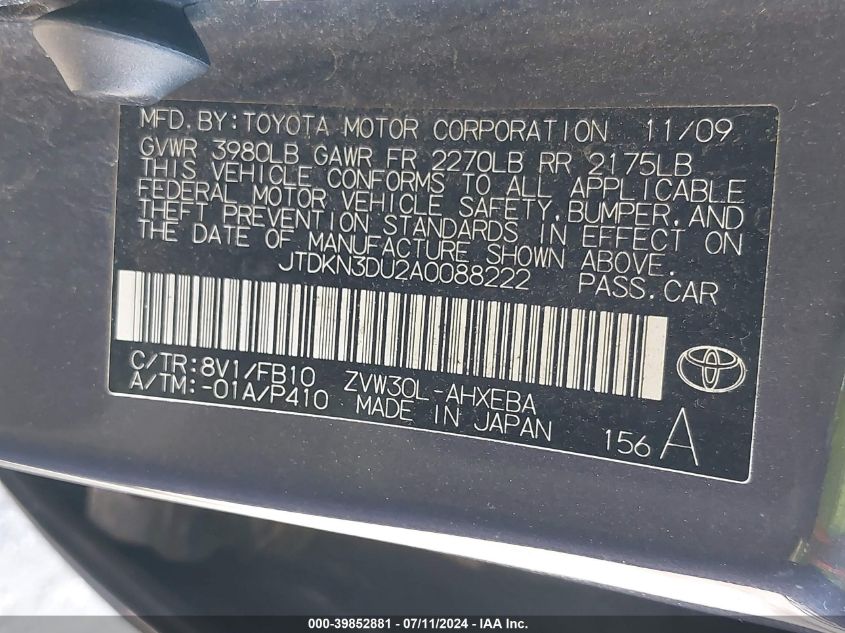 MFD. BY: TOYOTA MOTOR CORPORATION 11/09
GVWR 3980LB GAWR FR 2270LB RR 2175LB
THIS VEHICLE CONFORMS TO ALL APPLICABLE
FEDERAL MOTOR VEHICLE SAFETY, BUMPER, AND
THEFT PREVENTION STANDARDS IN EFFECT ON
THE DATE OF MANUFACTURE SHOWN ABOVE.
JTDKN3DU2A0088222 PASS. CAR
C/TR: 8V1/FB10 ZVW30L-AHXEBA
A/TM: -01A/P410 MADE IN JAPAN
156 A
000-39852881 - 07/11/2024 - IAA Inc.